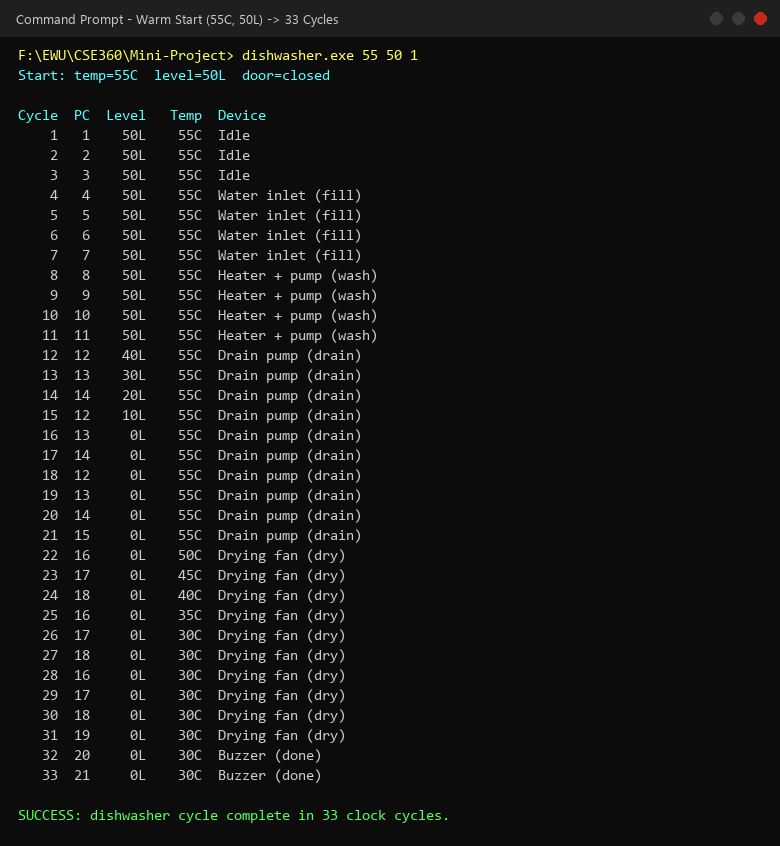 Command Prompt - Warm Start (55C, 50L) -> 33 Cycles
F:\EWU\CSE360\Mini-Project> dishwasher.exe 55 50 1
Start: temp=55C  level=50L  door=closed
Cycle  PC  Level   Temp  Device
    1   1    50L    55C  Idle
    2   2    50L    55C  Idle
    3   3    50L    55C  Idle
    4   4    50L    55C  Water inlet (fill)
    5   5    50L    55C  Water inlet (fill)
    6   6    50L    55C  Water inlet (fill)
    7   7    50L    55C  Water inlet (fill)
    8   8    50L    55C  Heater + pump (wash)
    9   9    50L    55C  Heater + pump (wash)
   10  10    50L    55C  Heater + pump (wash)
   11  11    50L    55C  Heater + pump (wash)
   12  12    40L    55C  Drain pump (drain)
   13  13    30L    55C  Drain pump (drain)
   14  14    20L    55C  Drain pump (drain)
   15  12    10L    55C  Drain pump (drain)
   16  13     0L    55C  Drain pump (drain)
   17  14     0L    55C  Drain pump (drain)
   18  12     0L    55C  Drain pump (drain)
   19  13     0L    55C  Drain pump (drain)
   20  14     0L    55C  Drain pump (drain)
   21  15     0L    55C  Drain pump (drain)
   22  16     0L    50C  Drying fan (dry)
   23  17     0L    45C  Drying fan (dry)
   24  18     0L    40C  Drying fan (dry)
   25  16     0L    35C  Drying fan (dry)
   26  17     0L    30C  Drying fan (dry)
   27  18     0L    30C  Drying fan (dry)
   28  16     0L    30C  Drying fan (dry)
   29  17     0L    30C  Drying fan (dry)
   30  18     0L    30C  Drying fan (dry)
   31  19     0L    30C  Drying fan (dry)
   32  20     0L    30C  Buzzer (done)
   33  21     0L    30C  Buzzer (done)
SUCCESS: dishwasher cycle complete in 33 clock cycles.